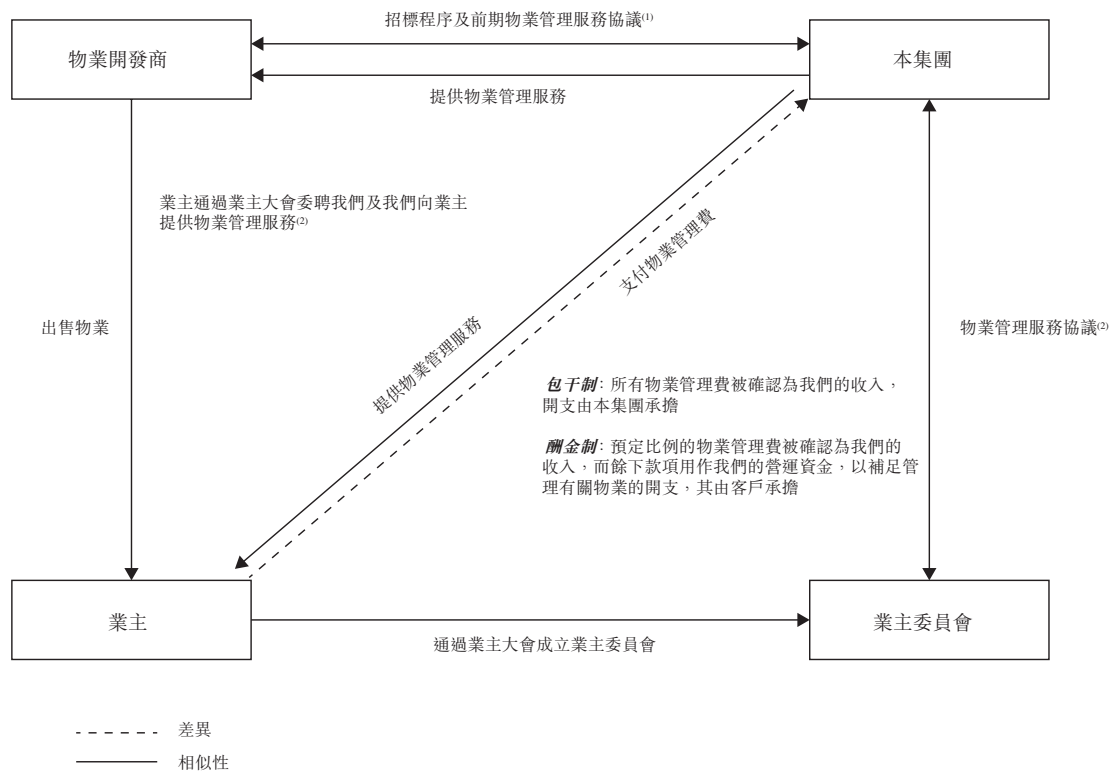 招標程序及前期物業管理服務協議(1)
物業開發商
本集團
提供物業管理服務
業主通過業主大會委聘我們及我們向業主
提供物業管理服務(2)
支付物業管理費
出售物業
物業管理服務協議(2)
提供物業管理服務
包干制：所有物業管理費被確認為我們的收入，
開支由本集團承擔
酬金制：預定比例的物業管理費被確認為我們的
收入，而餘下款項用作我們的營運資金，以補足管
理有關物業的開支，其由客戶承擔
業主
業主委員會
通過業主大會成立業主委員會
差異
相似性